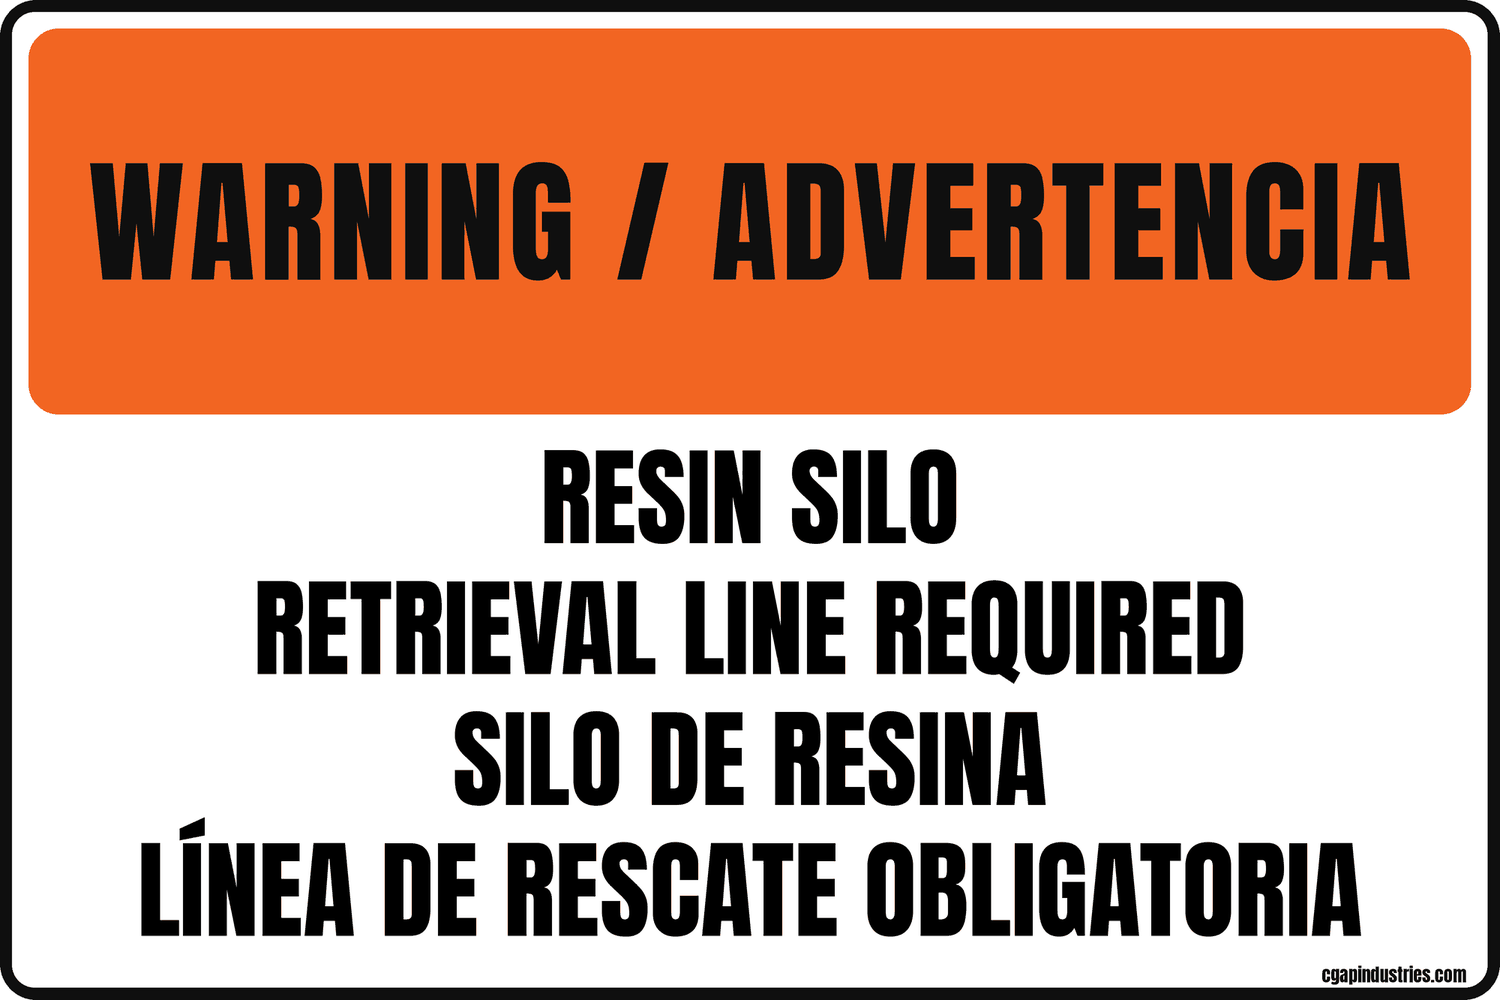 WARNING / ADVERTENCIA
RESIN SILO
RETRIEVAL LINE REQUIRED
SILO DE RESINA
LÍNEA DE RESCATE OBLIGATORIA
cgapindustries.com